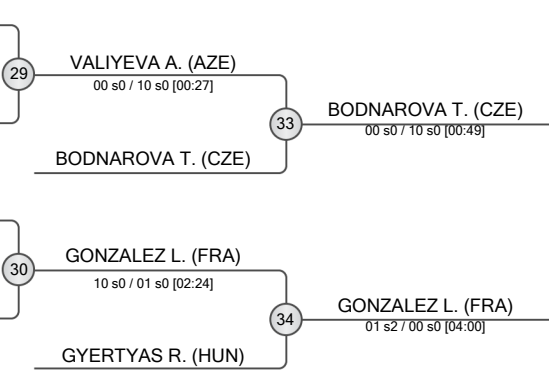 29
VALIYEVA A. (AZE)
00 s0 / 10 s0 [00:27]
33
BODNAROVA T. (CZE)
00 s0 / 10 s0 [00:49]
BODNAROVA T. (CZE)
30
GONZALEZ L. (FRA)
10 s0 / 01 s0 [02:24]
34
GONZALEZ L. (FRA)
01 s2 / 00 s0 [04:00]
GYERTYAS R. (HUN)